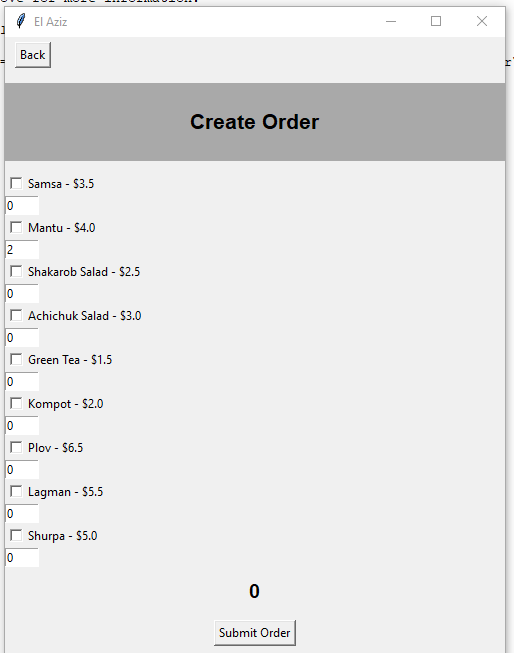 ove for more information.
El Aziz
Back
Create Order
Samsa - $3.5
0
Mantu - $4.0
2
Shakarob Salad - $2.5
0
Achichuk Salad - $3.0
0
Green Tea - $1.5
0
Kompot - $2.0
0
Plov - $6.5
0
Lagman - $5.5
0
Shurpa - $5.0
0
0
Submit Order